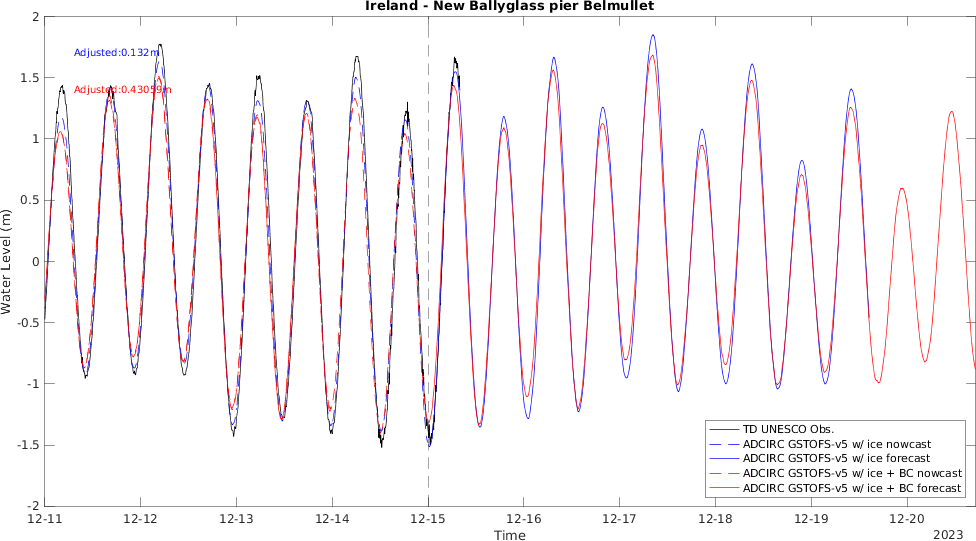 Ireland - New Ballyglass pier Belmullet
Adjusted:0.132m
Adjusted:0.43059m
Water Level (m)
2
1.5
1
0.5
0
-0.5
-1
-1.5
-2
TD UNESCO Obs.
ADCIRC GSTOFS-v5 w/ ice nowcast
ADCIRC GSTOFS-v5 w/ ice forecast
ADCIRC GSTOFS-v5 w/ ice + BC nowcast
ADCIRC GSTOFS-v5 w/ ice + BC forecast
12-11 12-12 12-13 12-14 12-15 12-16 12-17 12-18 12-19 12-20
Time
2023